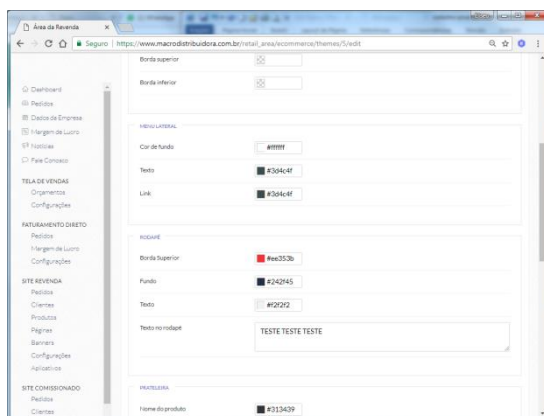 Área da Revenda
Seguro | https://www.macrodistribuidora.com.br/retail_area/ecommerce/themes/5/edit
Borda superior
Borda inferior
Dashboard
Pedidos
Dados da Empresa
Margem de Lucro
Notícias
Fale Conosco
TELA DE VENDAS
Orçamentos
Configurações
FATURAMENTO DIRETO
Pedidos
Margem de Lucro
Configurações
SITE REVENDA
Pedidos
Clientes
Produtos
Páginas
Banners
Configurações
Aplicativos
SITE COMISSIONADO
Pedidos
Clientes
MENU LATERAL
Cor de fundo #ffffff
Texto #3d4c4f
Link #3d4c4f
RODAPÉ
Borda Superior #ee353b
Fundo #242f45
Texto #f2f2f2
Texto no rodapé TESTE TESTE TESTE
PRATELEIRA
Nome do produto #313439